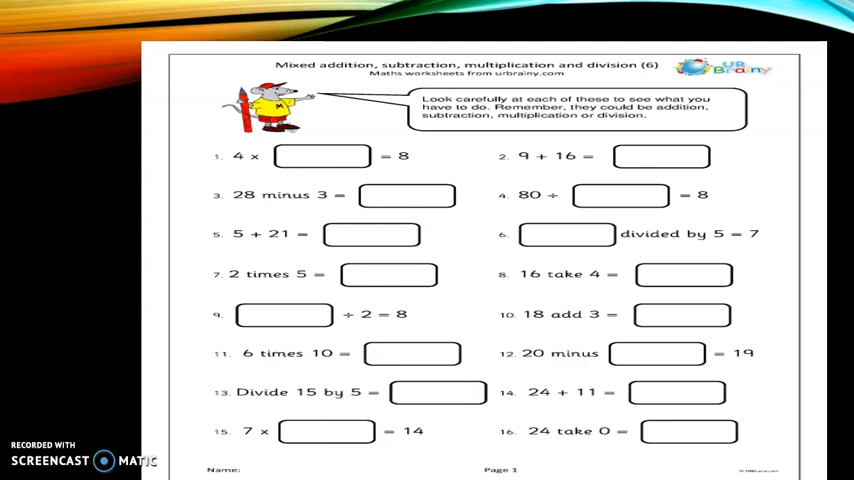 Mixed addition, subtraction, multiplication and division (6)
Maths worksheets from urbrainy.com
UR
Brainy
Look carefully at each of these to see what you
have to do. Remember, they could be addition,
subtraction, multiplication or division.
M
1. 4 x = 8
2. 9 + 16 =
3. 28 minus 3 =
4. 80 ÷ = 8
5. 5 + 21 =
6. divided by 5 = 7
7. 2 times 5 =
8. 16 take 4 =
9. ÷ 2 = 8
10. 18 add 3 =
11. 6 times 10 =
12. 20 minus = 19
13. Divide 15 by 5 =
14. 24 + 11 =
15. 7 x = 14
16. 24 take 0 =
Name:
Page 1
RECORDED WITH
SCREENCAST MATIC